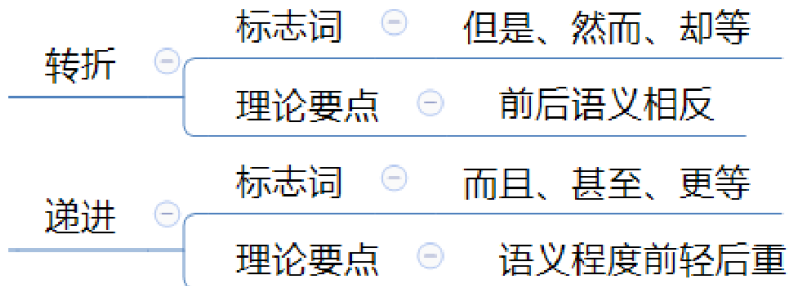 转折
标志词 但是、然而、却等
理论要点 前后语义相反
递进
标志词 而且、甚至、更等
理论要点 语义程度前轻后重